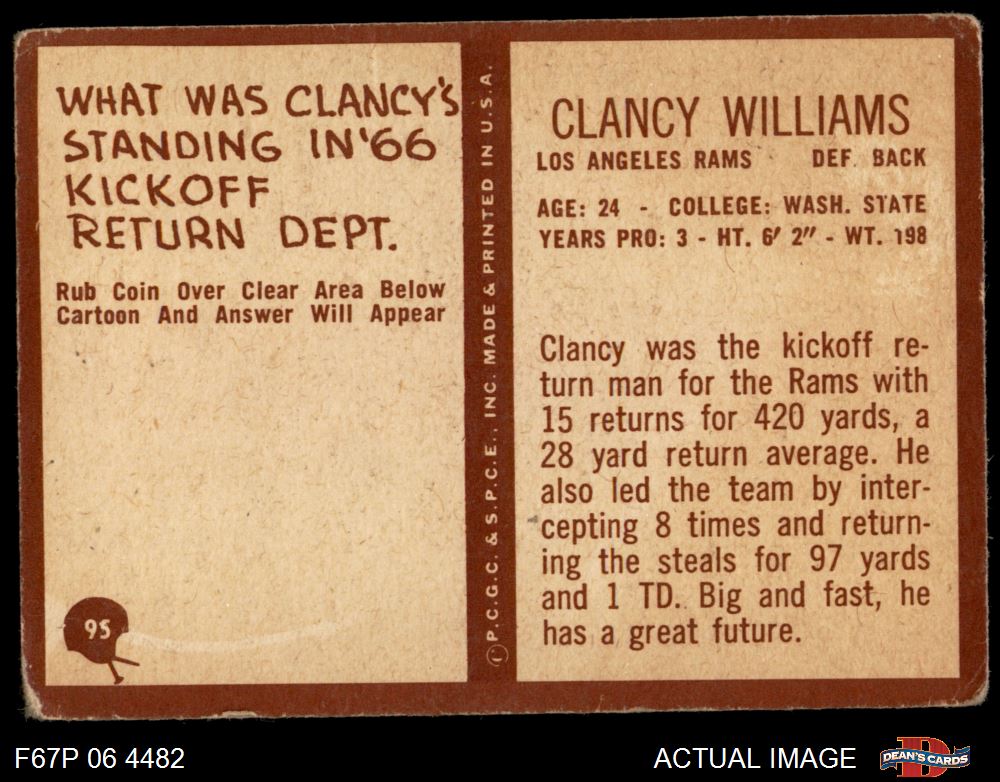 WHAT WAS CLANCY'S
STANDING IN '66
KICKOFF
RETURN DEPT.
Rub Coin Over Clear Area Below
Cartoon And Answer Will Appear
95
© P.C.G.C. & S.P.C.E., INC. MADE & PRINTED IN U.S.A.
CLANCY WILLIAMS
LOS ANGELES RAMS DEF. BACK
AGE: 24 - COLLEGE: WASH. STATE
YEARS PRO: 3 - HT. 6' 2" - WT. 198
Clancy was the kickoff re-
turn man for the Rams with
15 returns for 420 yards, a
28 yard return average. He
also led the team by inter-
cepting 8 times and return-
ing the steals for 97 yards
and 1 TD. Big and fast, he
has a great future.
F67P 06 4482
ACTUAL IMAGE
D
DEAN'S CARDS